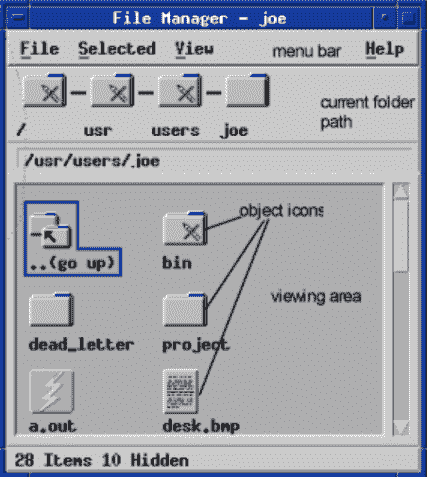 File Manager - joe
File Selected View menu bar Help
current folder
path
/ usr users joe
/usr/users/joe
object icons
..(go up) bin
viewing area
dead_letter project
a.out desk.bmp
28 Items 10 Hidden